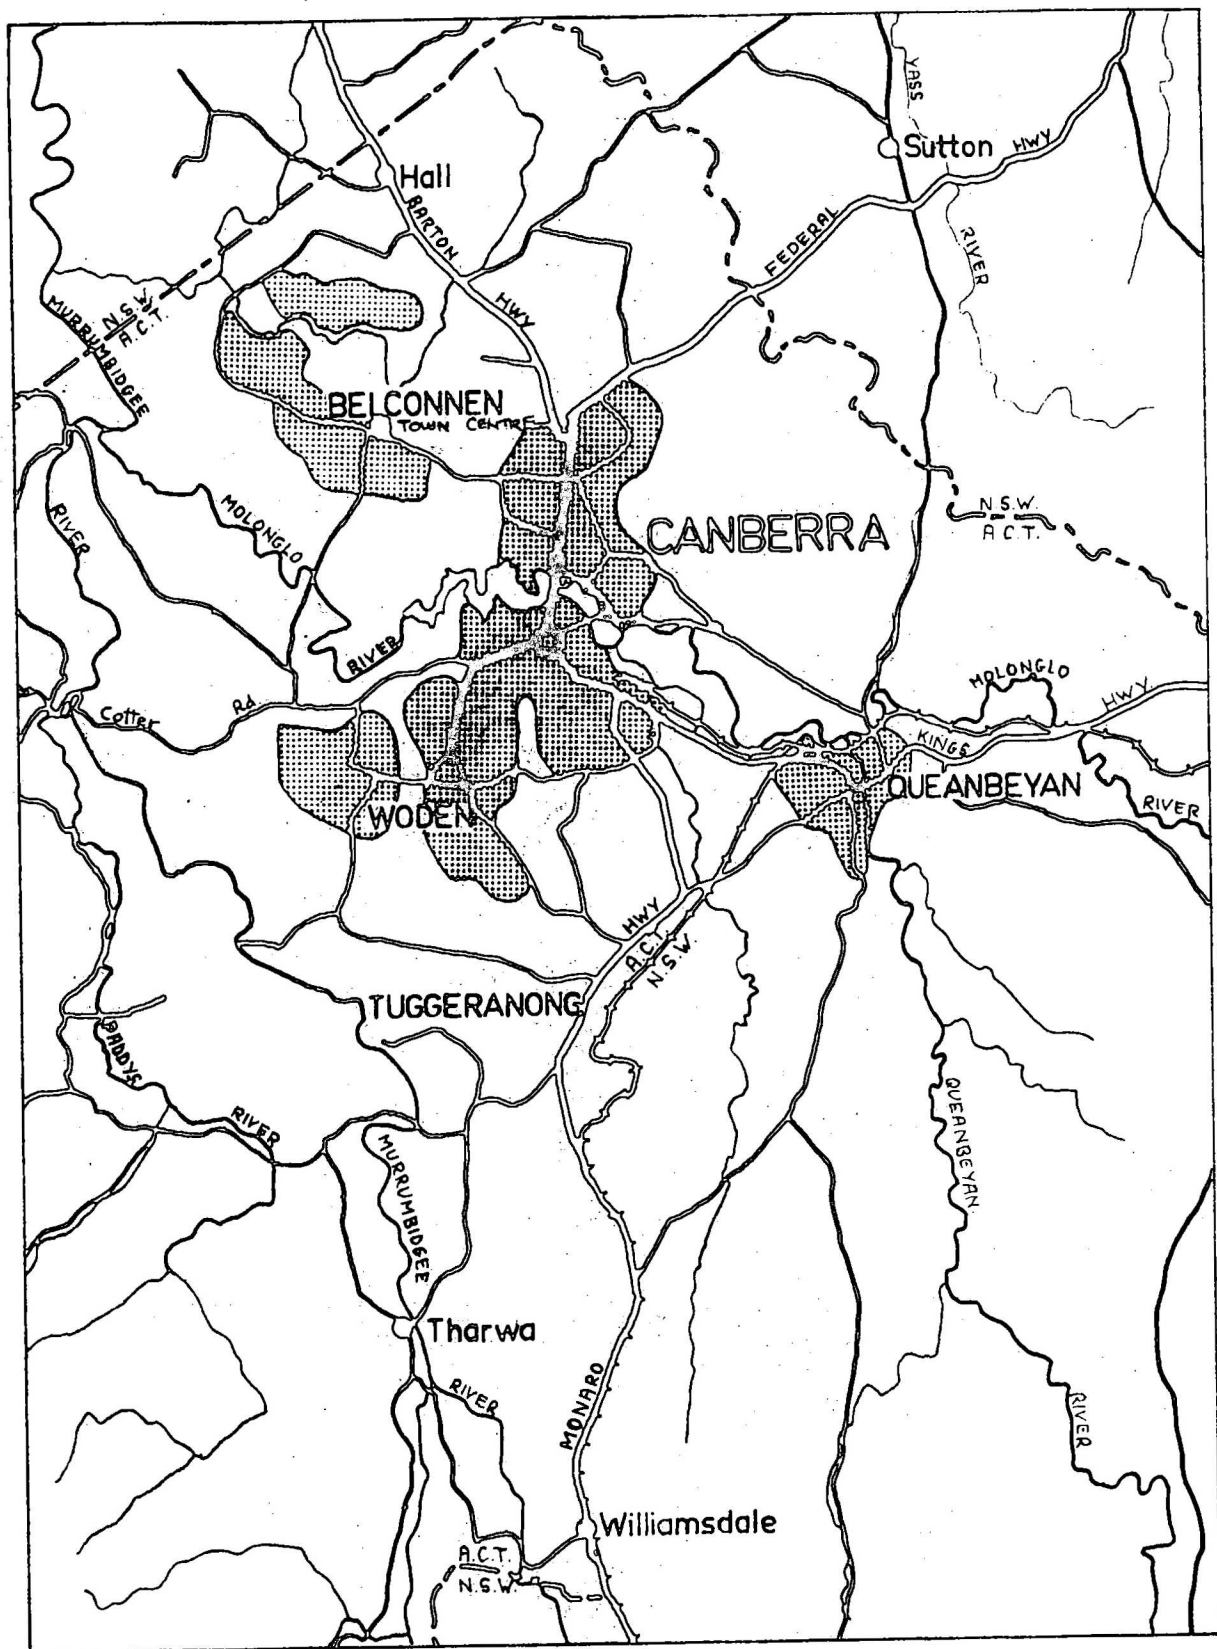 YASS
Sutton
HWY
Hall
BARTON
FEDERAL
RIVER
N.S.W.
A.C.T.
HWY
MURRUMBIDGEE
BELCONNEN
TOWN CENTRE
RIVER
MOLONGLO
N.S.W.
A.C.T.
CANBERRA
RIVER
MOLONGLO
HWY
Cotter
Rd.
KINGS
QUEANBEYAN
RIVER
WODEN
HWY
A.C.T.
N.S.W.
TUGGERANONG
PADDYS
RIVER
MURRUMBIDGEE
QUEANBEYAN
Tharwa
RIVER
MONARO
RIVER
Williamsdale
A.C.T.
N.S.W.